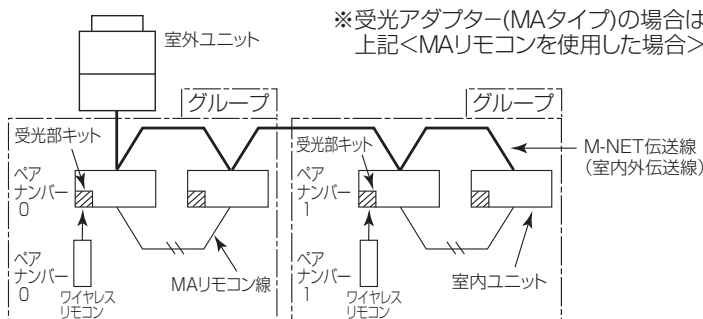 ※受光アダプター(MAタイプ)の場合は
上記<MAリモコンを使用した場合>
室外ユニット
グループ
グループ
受光部キット
受光部キット
M-NET伝送線
(室内外伝送線)
ペア
ナンバー
0
ペア
ナンバー
1
ペア
ナンバー
0
ワイヤレス
リモコン
MAリモコン線
ペア
ナンバー
1
ワイヤレス
リモコン
室内ユニット